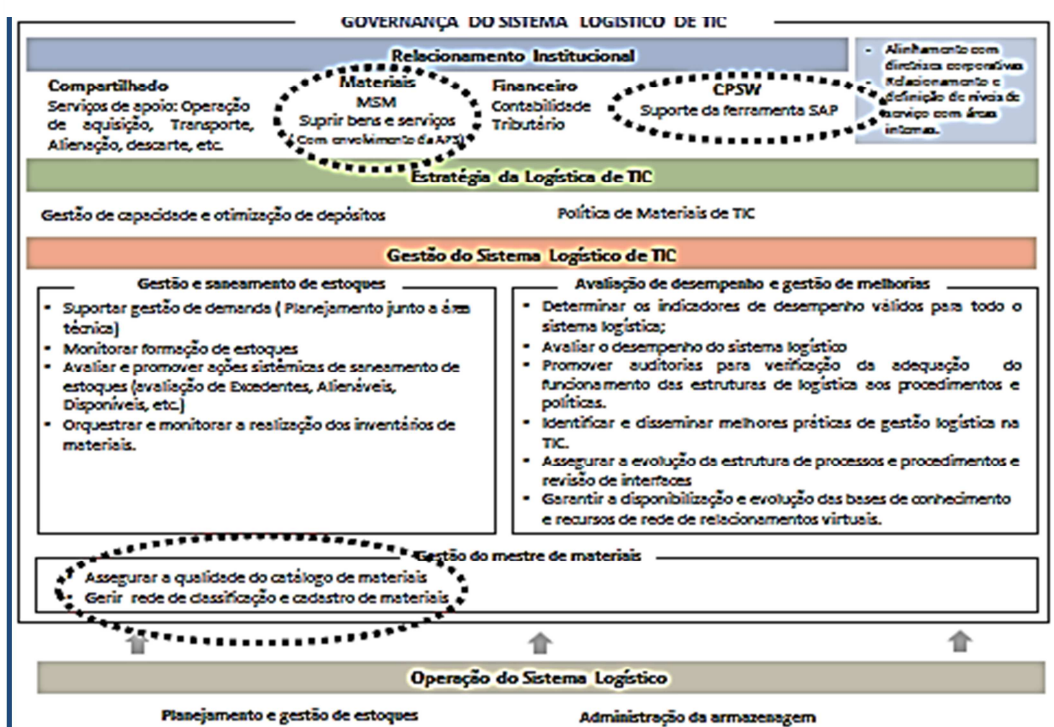 GOVERNANÇA DO SISTEMA LOGÍSTICO DE TIC
Relacionamento Institucional
- Alinhamento com
diretrizes corporativas
- Relacionamento e
definição de níveis de
serviço com áreas
internas.
Compartilhado
Serviços de apoio: Operação
de aquisição, Transporte,
Alienação, descarte, etc.
Materiais
MSM
Suprir bens e serviços
(Com envolvimento da APS)
Financeiro
Contabilidade
Tributário
CPSW
Suporte da ferramenta SAP
Estratégia da Logística de TIC
Gestão de capacidade e otimização de depósitos
Política de Materiais de TIC
Gestão do Sistema Logístico de TIC
Gestão e saneamento de estoques
• Suportar gestão de demanda ( Planejamento junto a área
técnica)
• Monitorar formação de estoques
• Avaliar e promover ações sistêmicas de saneamento de
estoques (avaliação de Excedentes, Alienáveis,
Disponíveis, etc.)
• Orquestrar e monitorar a realização dos inventários de
materiais.
Avaliação de desempenho e gestão de melhorias
• Determinar os indicadores de desempenho válidos para todo o
sistema logística;
• Avaliar o desempenho do sistema logístico
• Promover auditorias para verificação da adequação do
funcionamento das estruturas de logística aos procedimentos e
políticas.
• Identificar e disseminar melhores práticas de gestão logística na
TIC.
• Assegurar a evolução da estrutura de processos e procedimentos e
revisão de interfaces
• Garantir a disponibilização e evolução das bases de conhecimento
e recursos de rede de relacionamentos virtuais.
Gestão do mestre de materiais
Assegurar a qualidade do catálogo de materiais
• Gerir rede de classificação e cadastro de materiais
Operação do Sistema Logístico
Planejamento e gestão de estoques
Administração da armazenagem